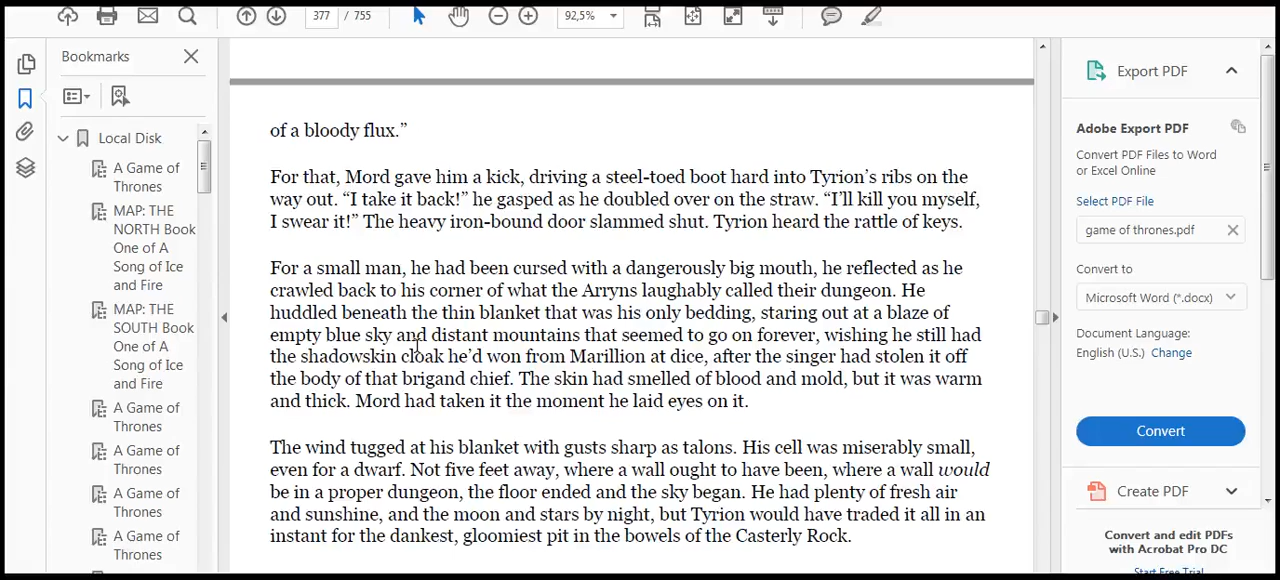 377 / 755
92,5%
Bookmarks
Local Disk
A Game of
Thrones
MAP: THE
NORTH Book
One of A
Song of Ice
and Fire
MAP: THE
SOUTH Book
One of A
Song of Ice
and Fire
A Game of
Thrones
A Game of
Thrones
A Game of
Thrones
A Game of
Thrones
of a bloody flux.”
For that, Mord gave him a kick, driving a steel-toed boot hard into Tyrion’s ribs on the
way out. “I take it back!” he gasped as he doubled over on the straw. “I’ll kill you myself,
I swear it!” The heavy iron-bound door slammed shut. Tyrion heard the rattle of keys.
For a small man, he had been cursed with a dangerously big mouth, he reflected as he
crawled back to his corner of what the Arryns laughably called their dungeon. He
huddled beneath the thin blanket that was his only bedding, staring out at a blaze of
empty blue sky and distant mountains that seemed to go on forever, wishing he still had
the shadowskin cloak he’d won from Marillion at dice, after the singer had stolen it off
the body of that brigand chief. The skin had smelled of blood and mold, but it was warm
and thick. Mord had taken it the moment he laid eyes on it.
The wind tugged at his blanket with gusts sharp as talons. His cell was miserably small,
even for a dwarf. Not five feet away, where a wall ought to have been, where a wall would
be in a proper dungeon, the floor ended and the sky began. He had plenty of fresh air
and sunshine, and the moon and stars by night, but Tyrion would have traded it all in an
instant for the dankest, gloomiest pit in the bowels of the Casterly Rock.
Export PDF
Adobe Export PDF
Convert PDF Files to Word
or Excel Online
Select PDF File
game of thrones.pdf
Convert to
Microsoft Word (*.docx)
Document Language:
English (U.S.) Change
Convert
Create PDF
Convert and edit PDFs
with Acrobat Pro DC
Start Free Trial